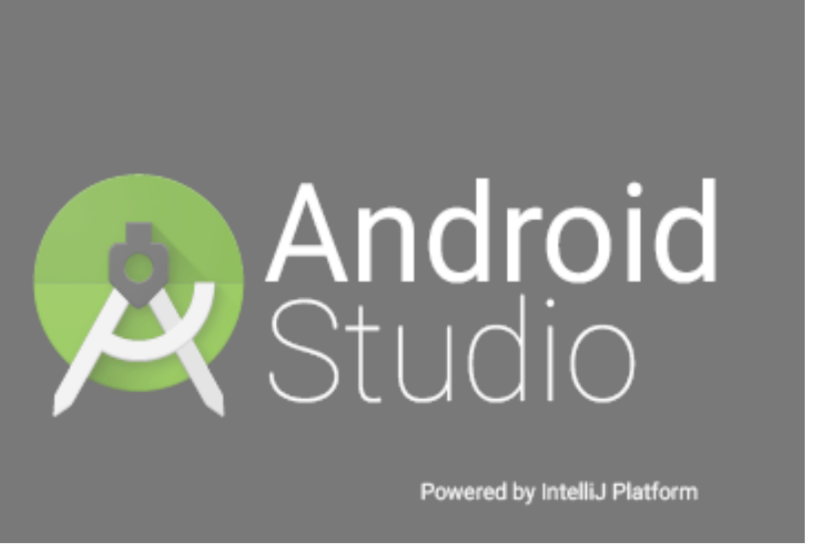 Android
Studio
Powered by IntelliJ Platform